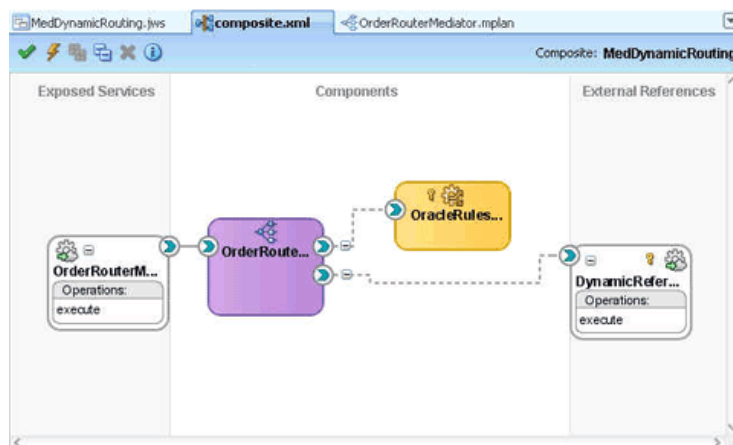 MedDynamicRouting.jws
composite.xml
OrderRouterMediator.mplan
Composite: MedDynamicRouting
Exposed Services
Components
External References
OrderRouterM...
Operations:
execute
OrderRoute...
OracleRules...
DynamicRefer...
Operations:
execute